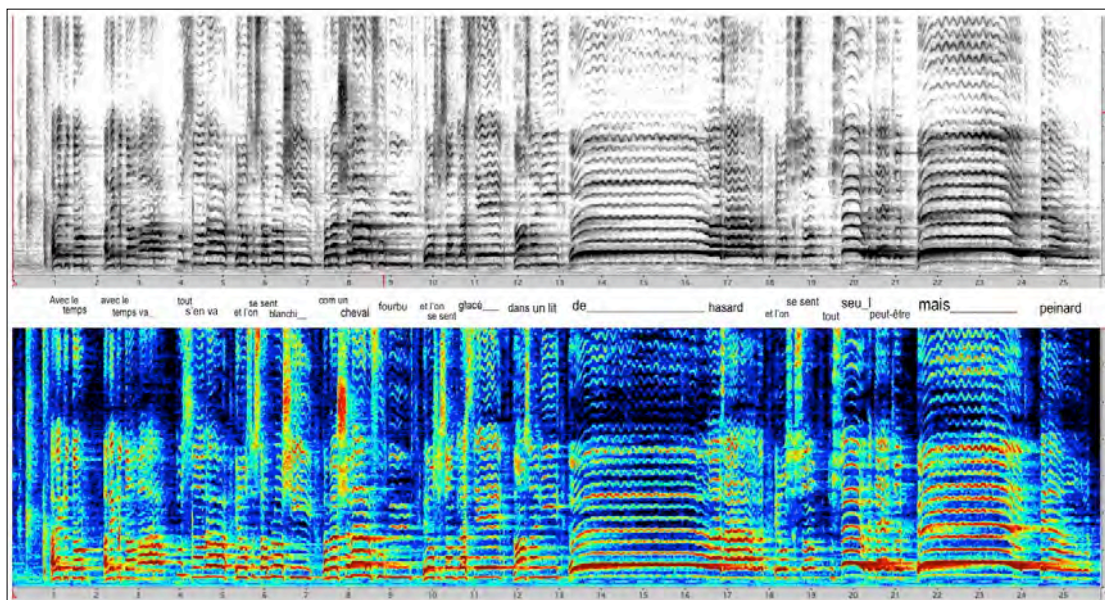 1 2 3 4 5 6 7 8 9 10 11 12 13 14 15 16 17 18 19 20 21 22 23 24 25
Avec le
temps
avec le
temps va_
tout
s'en va
et l'on
se sent
blanchi__
com un
cheval
fourbu
et l'on
se sent
glacé___
dans un lit
de____________________
hasard
et l'on
se sent
tout
seu_l
peut-être
mais___________
peinard
1 2 3 4 5 6 7 8 9 10 11 12 13 14 15 16 17 18 19 20 21 22 23 24 25